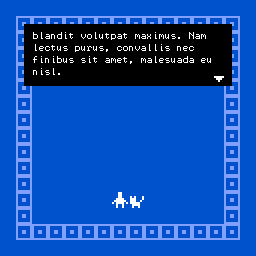 blandit volutpat maximus. Nam
lectus purus, convallis nec
finibus sit amet, malesuada eu
nisl.